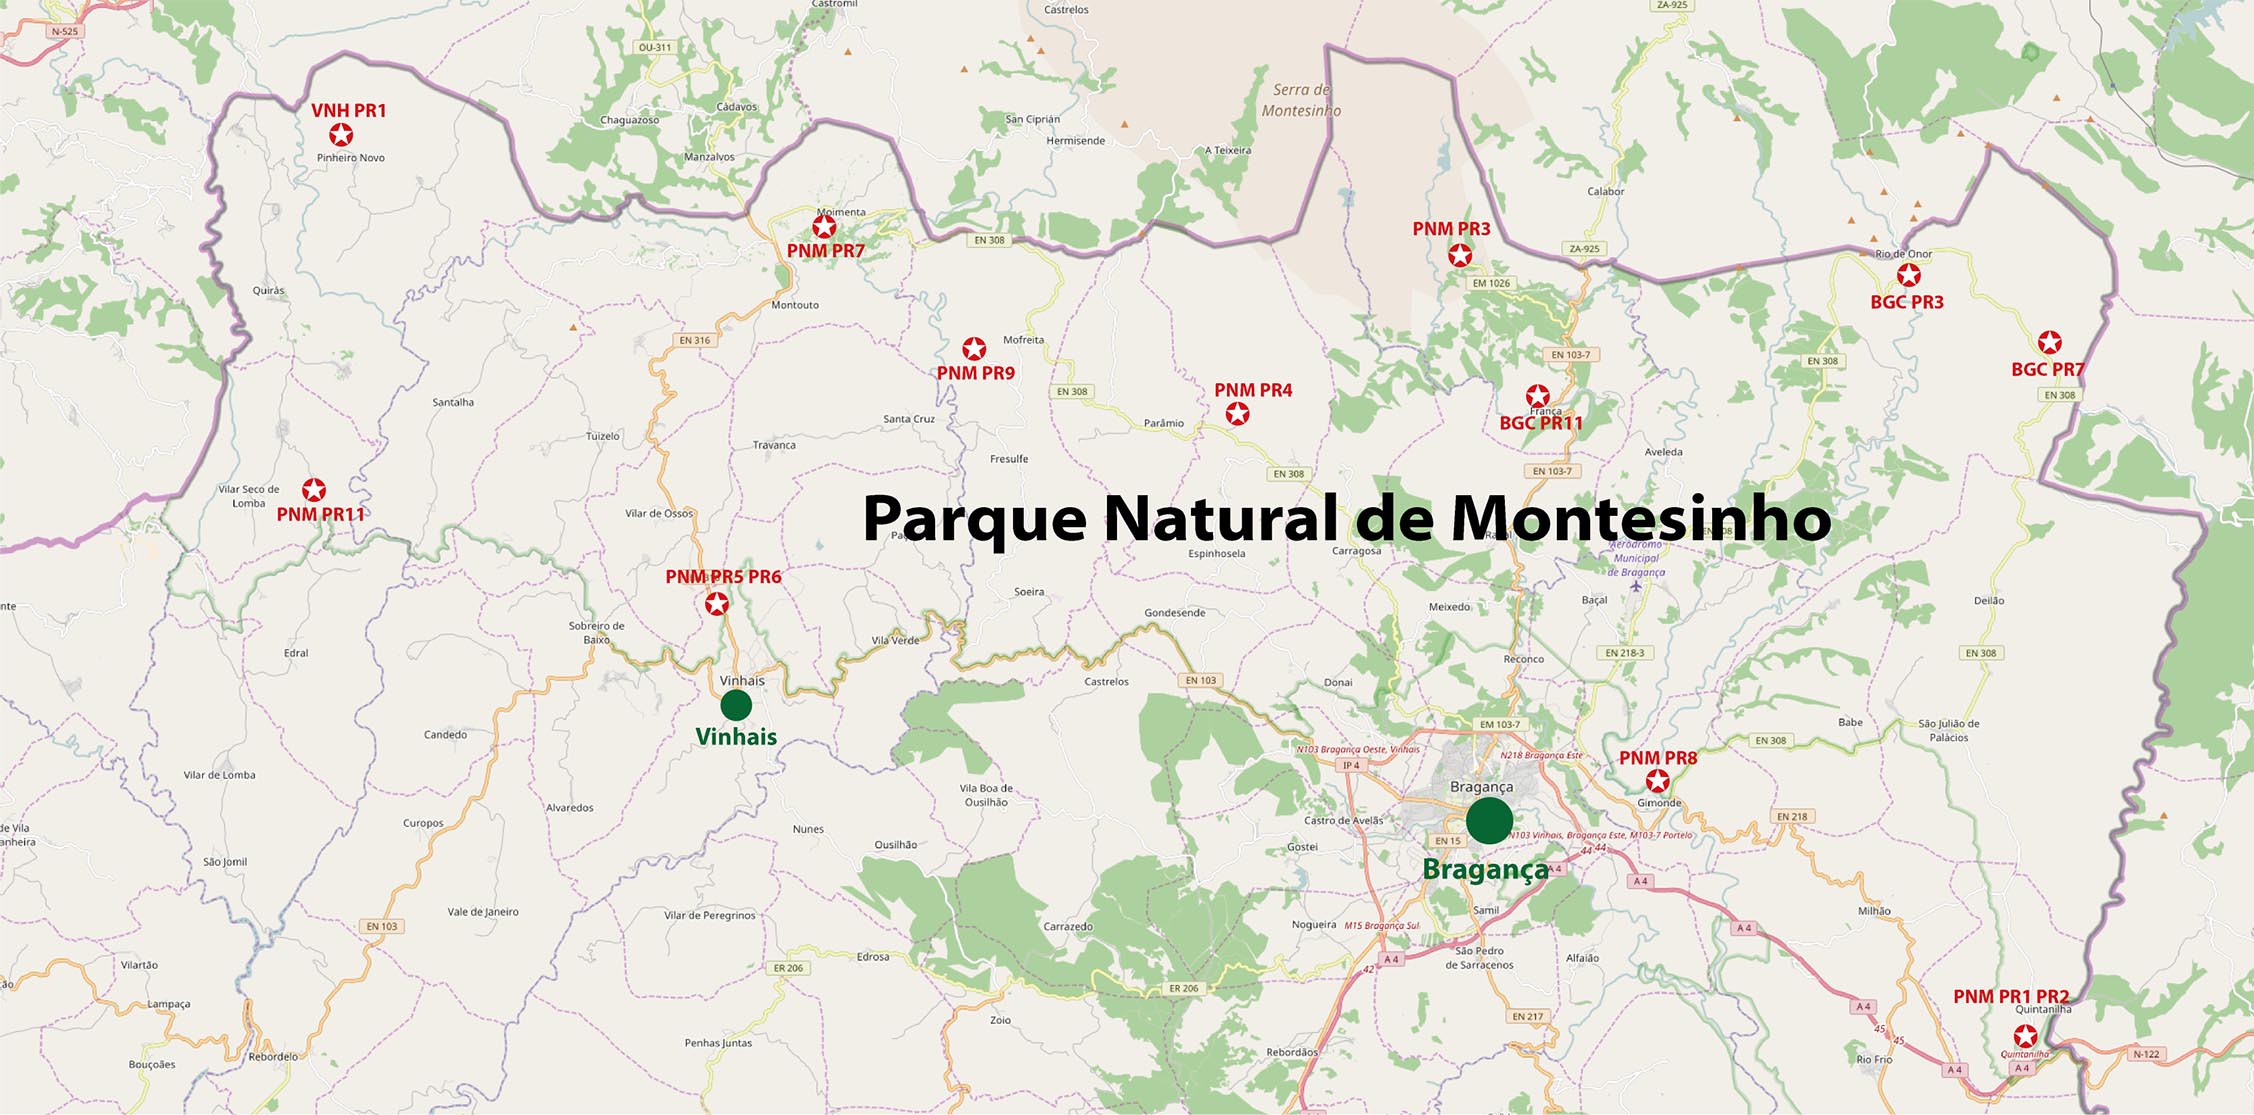 Castromil
Castrelos
ZA-925
N-525
OU-311
Serra de
Montesinho
VNH PR1
Cádavos
Chaguazoso
San Ciprián
Hermisende
Pinheiro Novo
Manzalvos
A Teixeira
Calabor
Moimenta
PNM PR7
EN 308
PNM PR3
ZA-925
Rio de Onor
EM 1026
Quirás
Montouto
BGC PR3
EN 316
Mofreita
PNM PR9
EN 103-7
EN 308
BGC PR7
EN 308
PNM PR4
EN 308
Santalha
Santa Cruz
Parâmio
França
BGC PR11
Tuizelo
Travanca
Aveleda
Fresulfe
EN 308
EN 103-7
Vilar Seco de
Lomba
PNM PR11
Vilar de Ossos
Parque Natural de Montesinho
Espinhosela
Carragosa
Aeródromo
Municipal
de Bragança
PNM PR5 PR6
Soeira
Gondesende
Meixedo
Baçal
Deilão
Sobreiro de
Baixo
Vila Verde
Edral
Reconco
EN 218-3
EN 308
Vinhais
Castrelos
EN 103
Donai
Vinhais
Candedo
EM 103-7
Babe
São Julião de
Palácios
EN 308
N103 Bragança Oeste, Vinhais
N218 Bragança Este
IP 4
PNM PR8
Vilar de Lomba
Vila Boa de
Ousilhão
Bragança
Gimonde
Alvaredos
Curopos
Nunes
Castro de Avelãs
EN 218
EN 15
N103 Vinhais, Bragança Este, M103-7 Portelo
44 44
Ousilhão
Gostei
São Jomil
Bragança
A 4
A 4
Vale de Janeiro
Vilar de Peregrinos
Carrazedo
Nogueira
M15 Bragança Sul
Samil
Milhão
EN 103
A 4
Vilartão
Edrosa
ER 206
42
A 4
São Pedro
de Sarracenos
Alfaião
ER 206
Lampaça
Zoio
EN 217
PNM PR1 PR2
Quintanilha
A 4
45
45
Rebordelo
Bouçoães
Penhas Juntas
Rebordãos
Rio Frio
Quintanilha
A 4
A 4
N-122